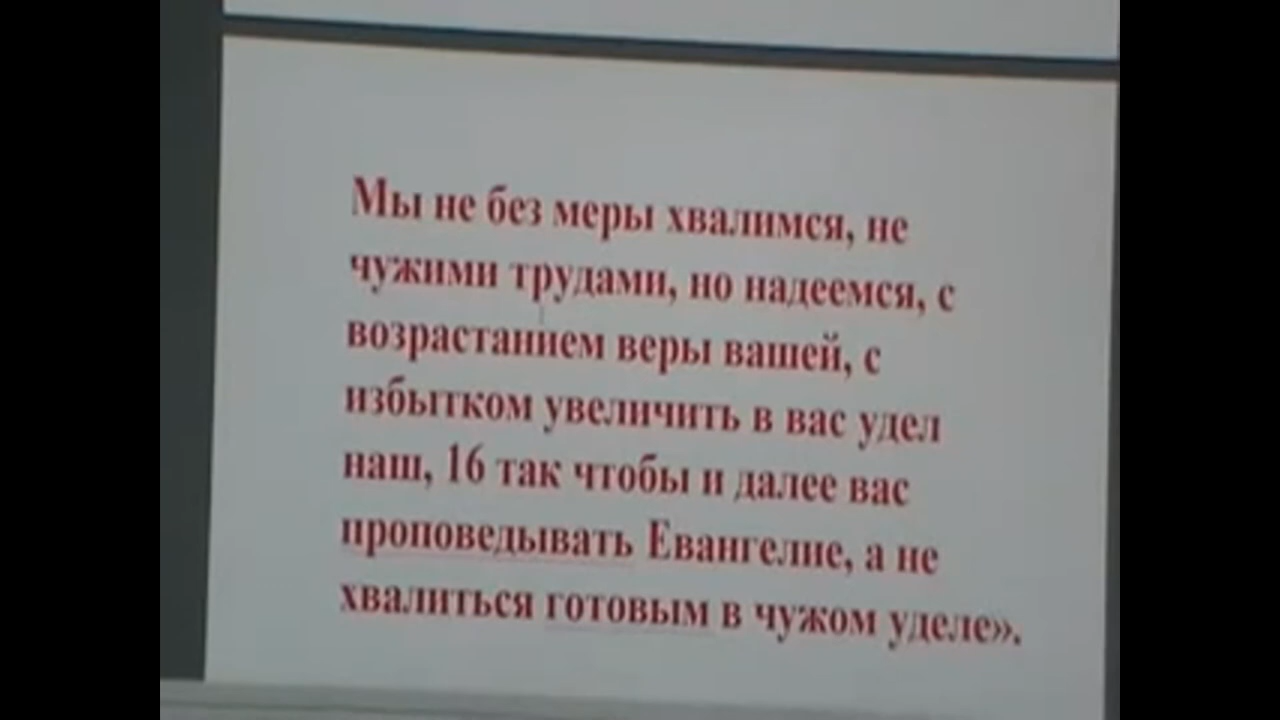 Мы не без меры хвалимся, не
чужими трудами, но надеемся, с
возрастанием веры вашей, с
избытком увеличить в вас удел
наш, 16 так чтобы и далее вас
проповедывать Евангелие, а не
хвалиться готовым в чужом уделе».